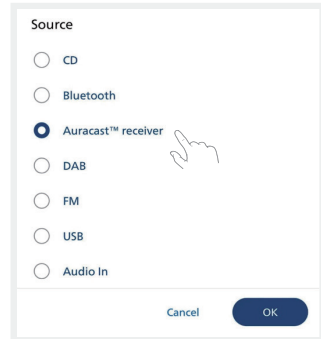 Source
CD
Bluetooth
Auracast™ receiver
DAB
FM
USB
Audio In
Cancel OK